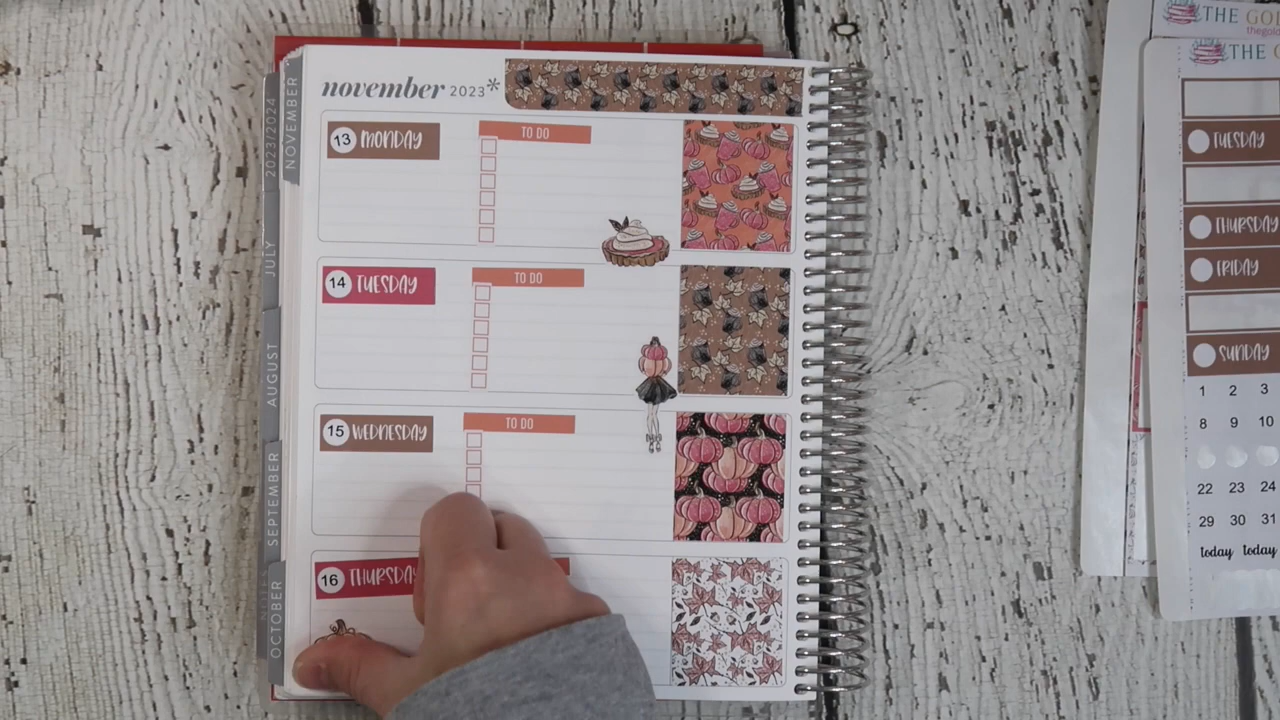 november 2023*
13 MONDAY
TO DO
14 TUESDAY
TO DO
15 WEDNESDAY
TO DO
16 THURSDAY
2023/2024
NOVEMBER
JULY
AUGUST
SEPTEMBER
OCTOBER
THE
thegol
THE
TUESDAY
THURSDAY
FRIDAY
SUNDAY
1 2 3
8 9 10
22 23 24
29 30 31
today today